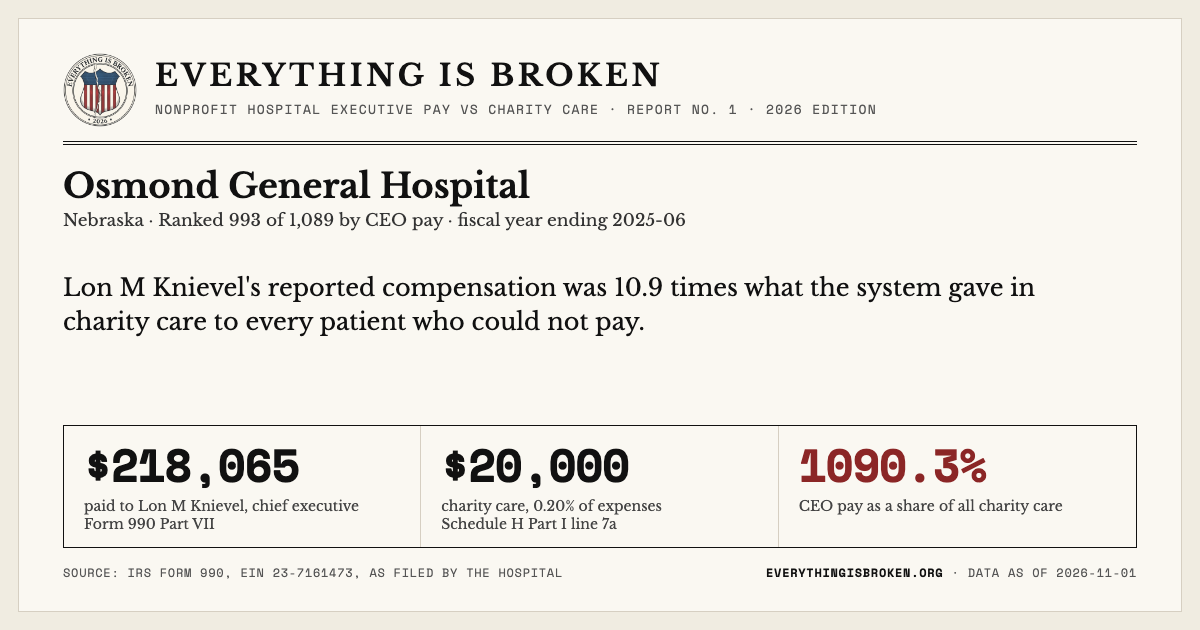 EVERYTHING IS BROKEN
· 2026 ·
EVERYTHING IS BROKEN
NONPROFIT HOSPITAL EXECUTIVE PAY VS CHARITY CARE · REPORT NO. 1 · 2026 EDITION
Osmond General Hospital
Nebraska · Ranked 993 of 1,089 by CEO pay · fiscal year ending 2025-06
Lon M Knievel's reported compensation was 10.9 times what the system gave in
charity care to every patient who could not pay.
$218,065
paid to Lon M Knievel, chief executive
Form 990 Part VII
$20,000
charity care, 0.20% of expenses
Schedule H Part I line 7a
1090.3%
CEO pay as a share of all charity care
SOURCE: IRS FORM 990, EIN 23-7161473, AS FILED BY THE HOSPITAL
EVERYTHINGISBROKEN.ORG · DATA AS OF 2026-11-01